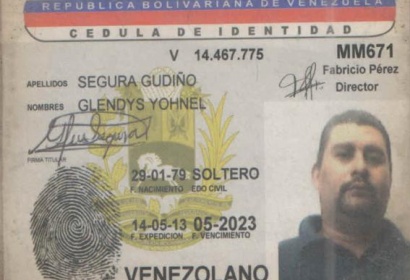 REPUBLICA BOLIVARIANA DE VENEZUELA
CEDULA DE IDENTIDAD
V 14.467.775 MM671
Fabricio Pérez
Director
APELLIDOS SEGURA GUDIÑO
NOMBRES GLENDYS YOHNEL
FIRMA TITULAR
29-01-79 SOLTERO
F. NACIMIENTO EDO CIVIL
14-05-13 05-2023
F. EXPEDICION F. VENCIMIENTO
VENEZOLANO